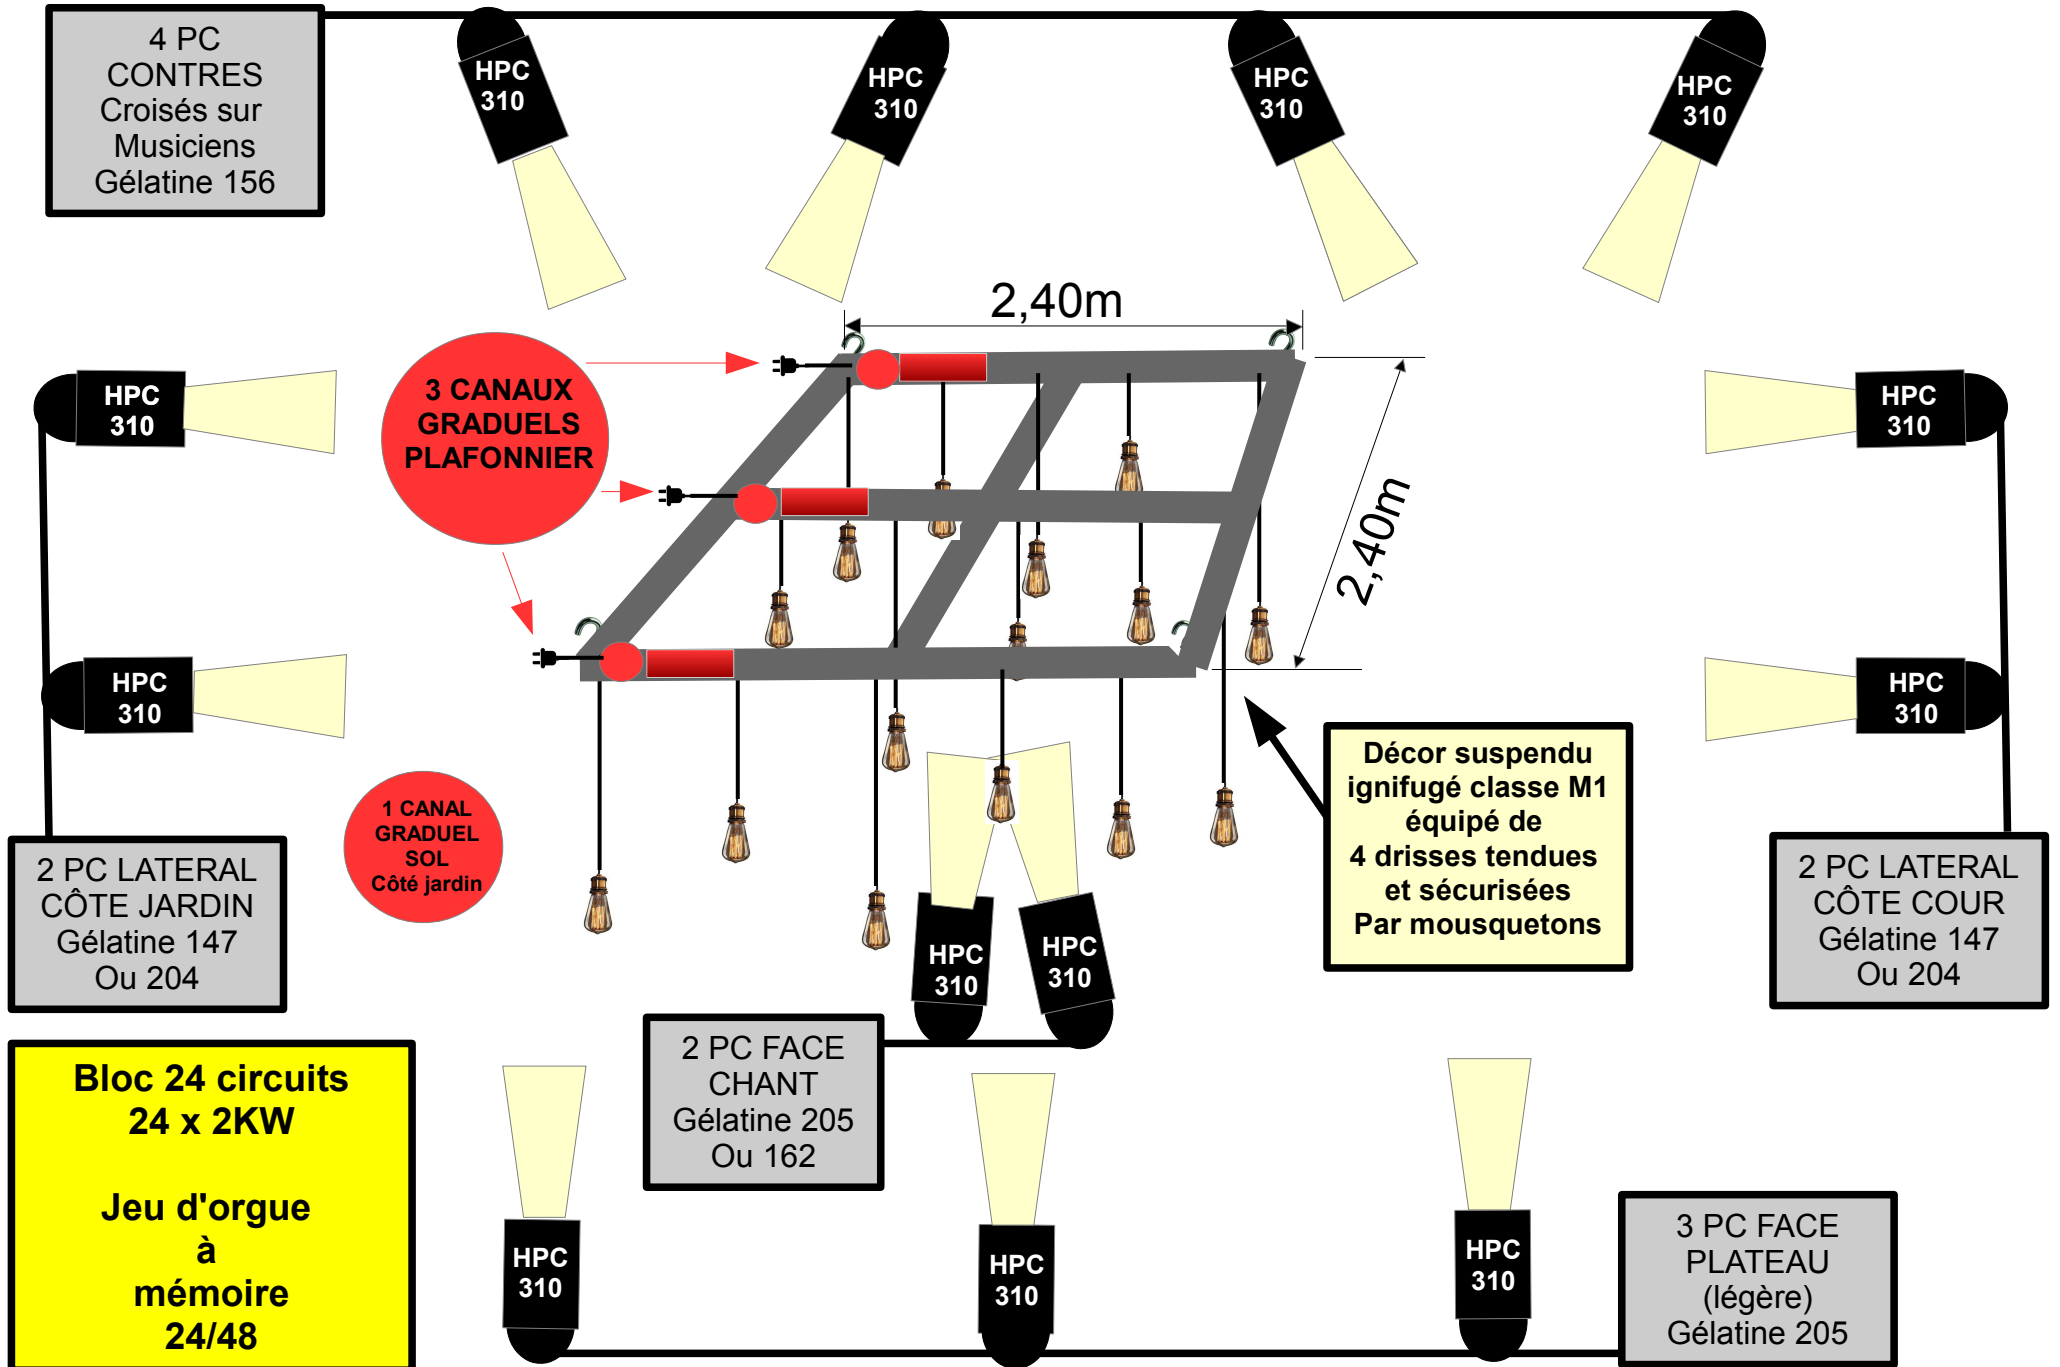 4 PC
CONTRES
Croisés sur
Musiciens
Gélatine 156
HPC
310
HPC
310
HPC
310
HPC
310
2,40m
3 CANAUX
GRADUELS
PLAFONNIER
HPC
310
HPC
310
2,40m
HPC
310
HPC
310
1 CANAL
GRADUEL
SOL
Côté jardin
Décor suspendu
ignifugé classe M1
équipé de
4 drisses tendues
et sécurisées
Par mousquetons
2 PC LATERAL
CÔTE JARDIN
Gélatine 147
Ou 204
2 PC LATERAL
CÔTE COUR
Gélatine 147
Ou 204
HPC
310
HPC
310
2 PC FACE
CHANT
Gélatine 205
Ou 162
Bloc 24 circuits
24 x 2KW
Jeu d'orgue
à
mémoire
24/48
HPC
310
HPC
310
HPC
310
3 PC FACE
PLATEAU
(légère)
Gélatine 205